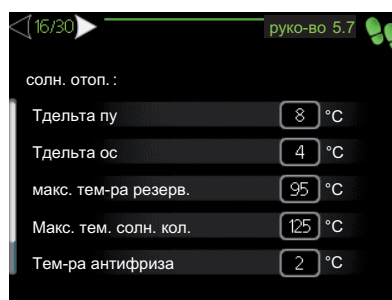 16/30 руко-во 5.7
солн. отоп. :
Тдельта пу 8 °C
Тдельта ос 4 °C
макс. тем-ра резерв. 95 °C
Макс. тем. солн. кол. 125 °C
Тем-ра антифриза 2 °C